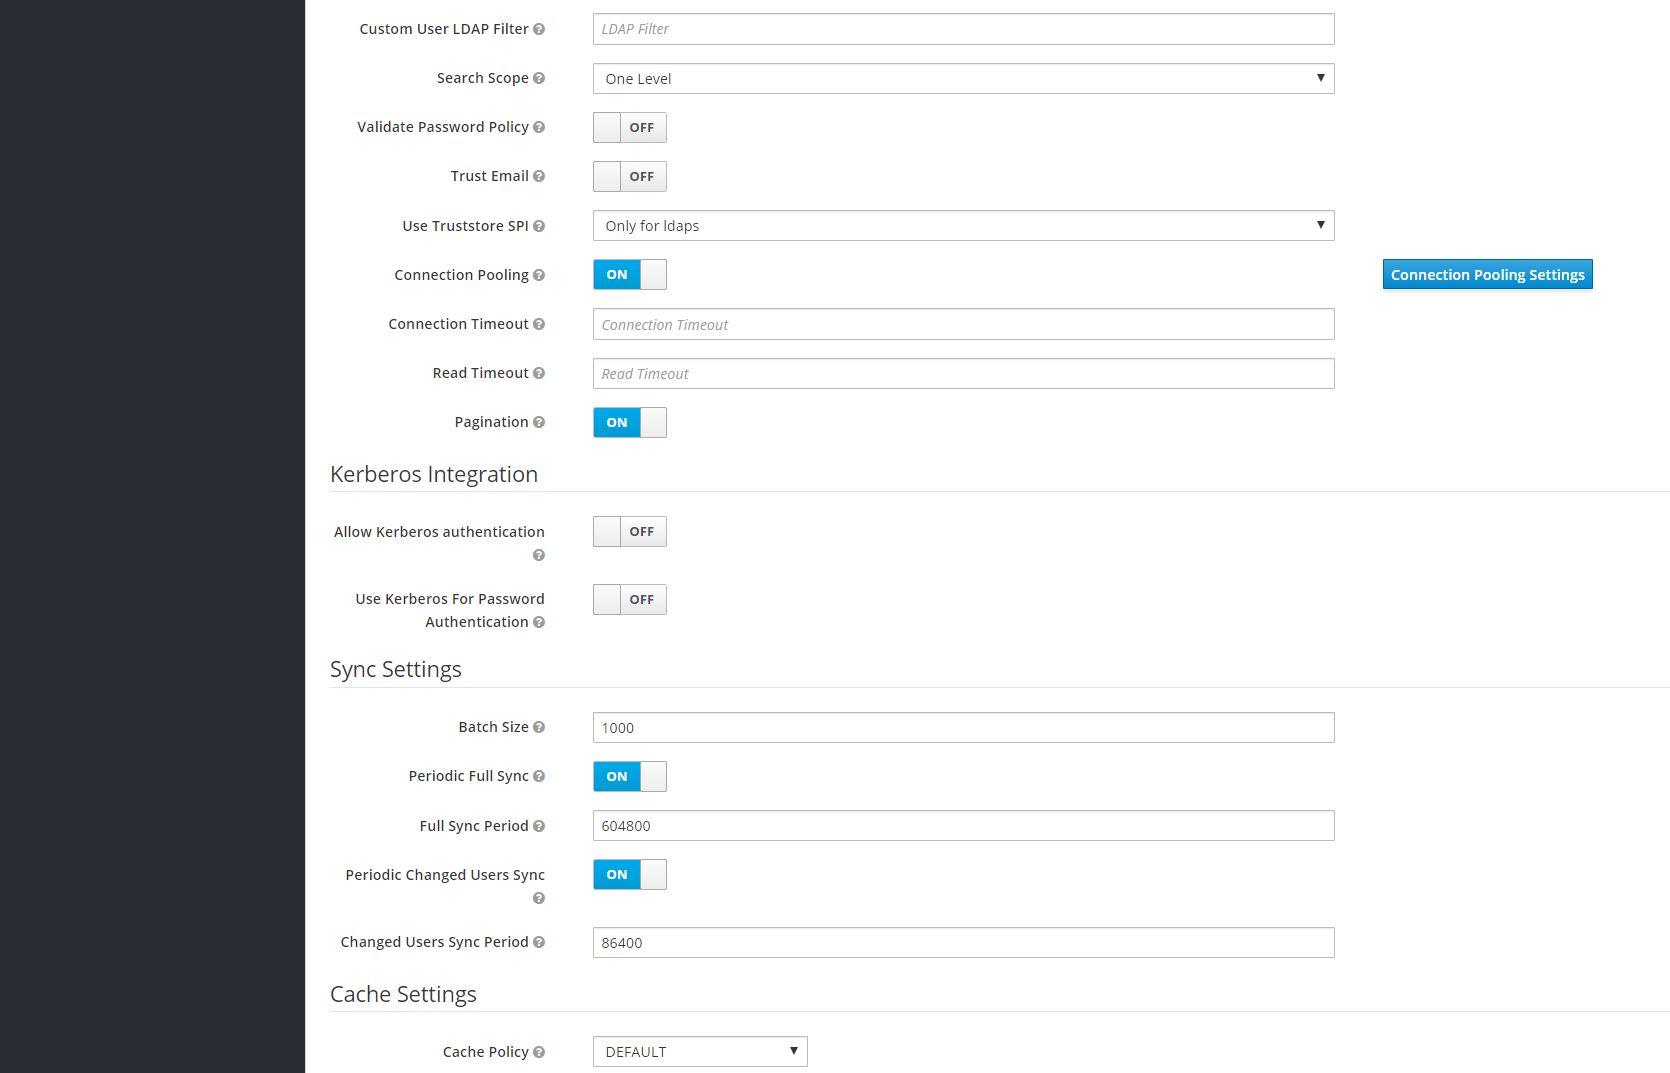 Custom User LDAP Filter
LDAP Filter
Search Scope
One Level
Validate Password Policy
OFF
Trust Email
OFF
Use Truststore SPI
Only for ldaps
Connection Pooling
ON
Connection Pooling Settings
Connection Timeout
Connection Timeout
Read Timeout
Read Timeout
Pagination
ON
Kerberos Integration
Allow Kerberos authentication
OFF
Use Kerberos For Password
Authentication
OFF
Sync Settings
Batch Size
1000
Periodic Full Sync
ON
Full Sync Period
604800
Periodic Changed Users Sync
ON
Changed Users Sync Period
86400
Cache Settings
Cache Policy
DEFAULT